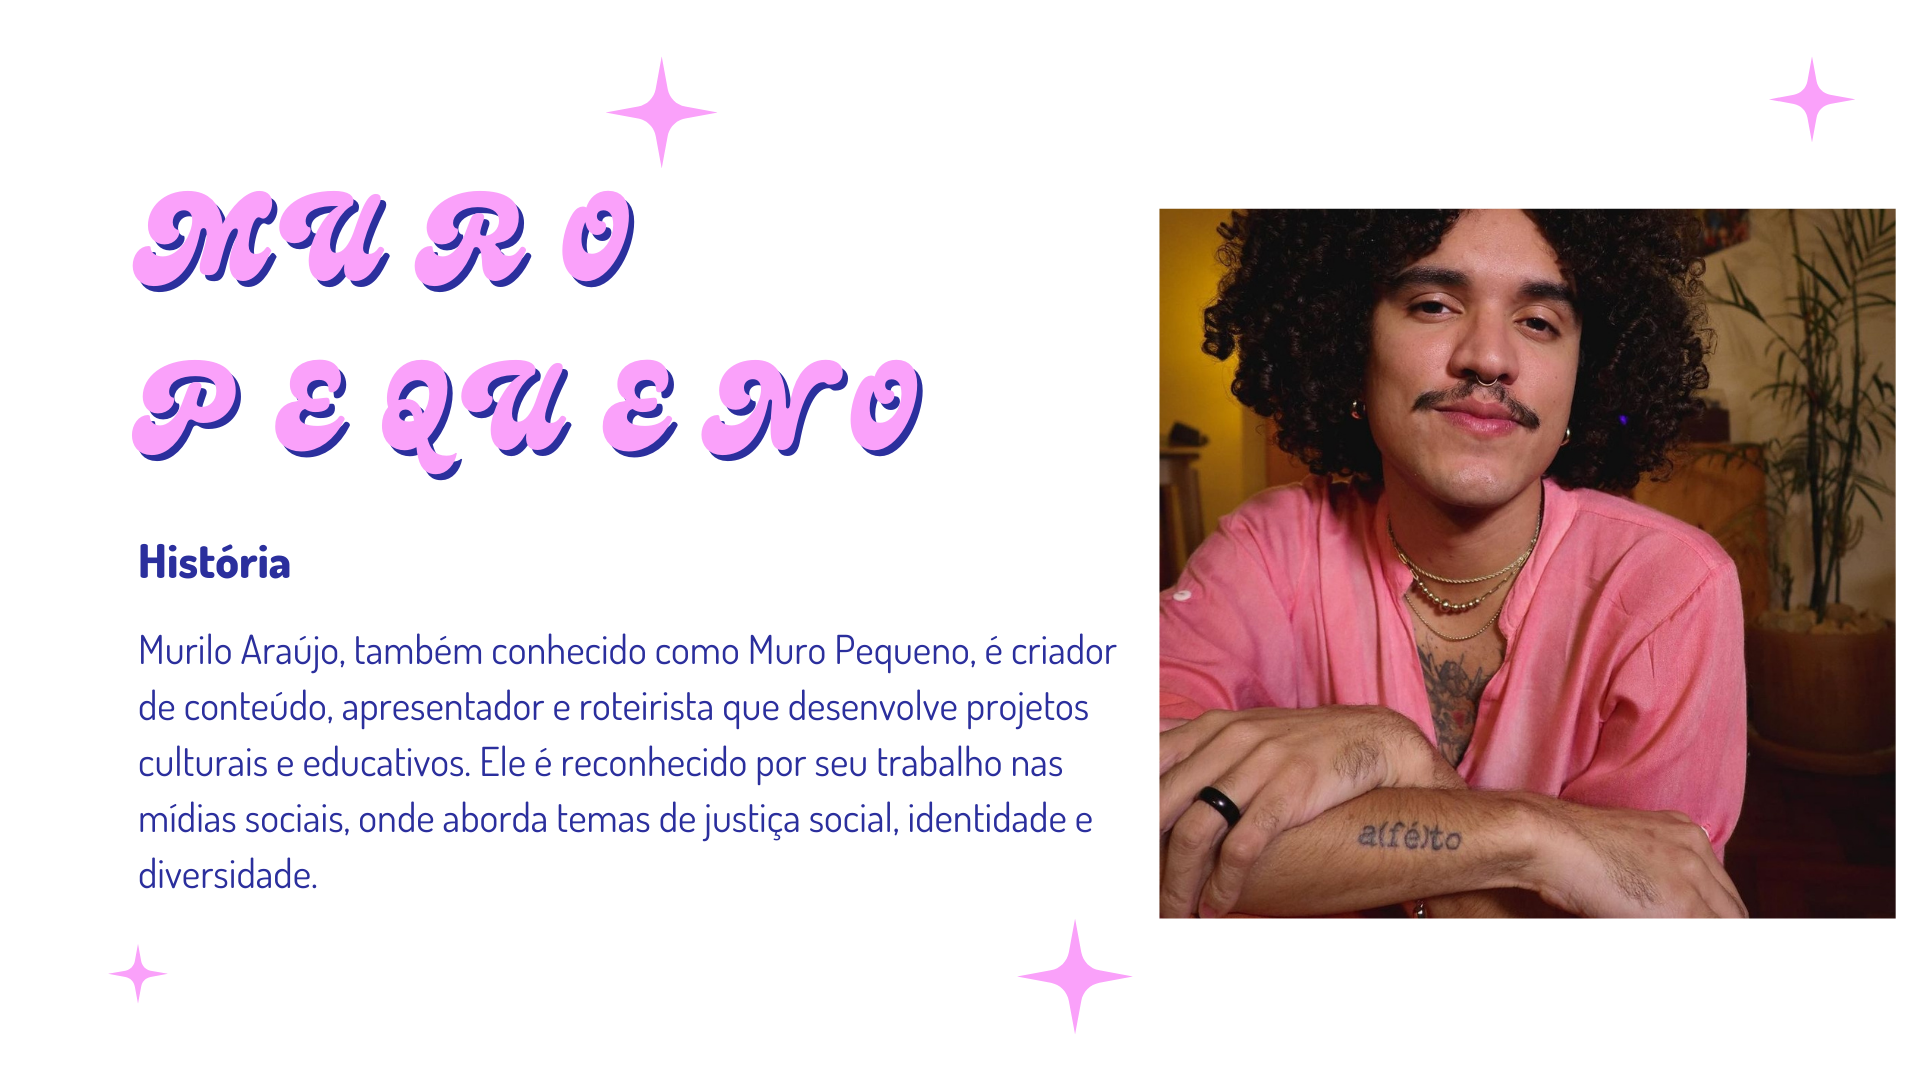 MURO
PEQUENO
História
Murilo Araújo, também conhecido como Muro Pequeno, é criador
de conteúdo, apresentador e roteirista que desenvolve projetos
culturais e educativos. Ele é reconhecido por seu trabalho nas
mídias sociais, onde aborda temas de justiça social, identidade e
diversidade.
a(fé)to